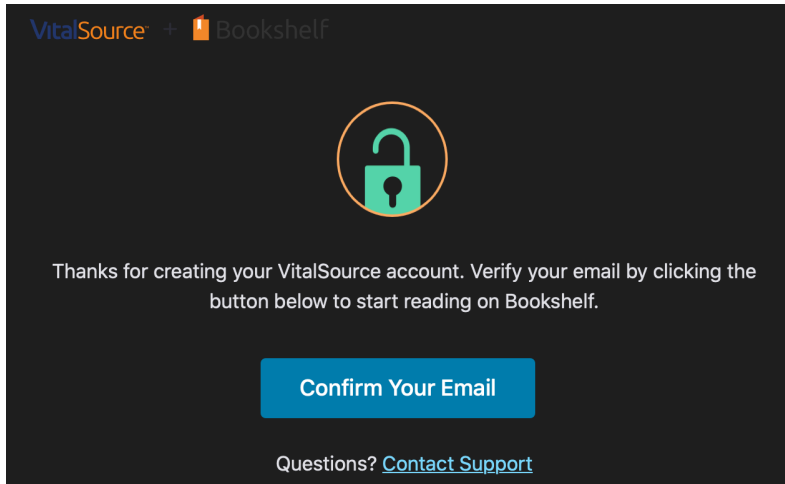 VitalSource™ + Bookshelf
Thanks for creating your VitalSource account. Verify your email by clicking the
button below to start reading on Bookshelf.
Confirm Your Email
Questions? Contact Support